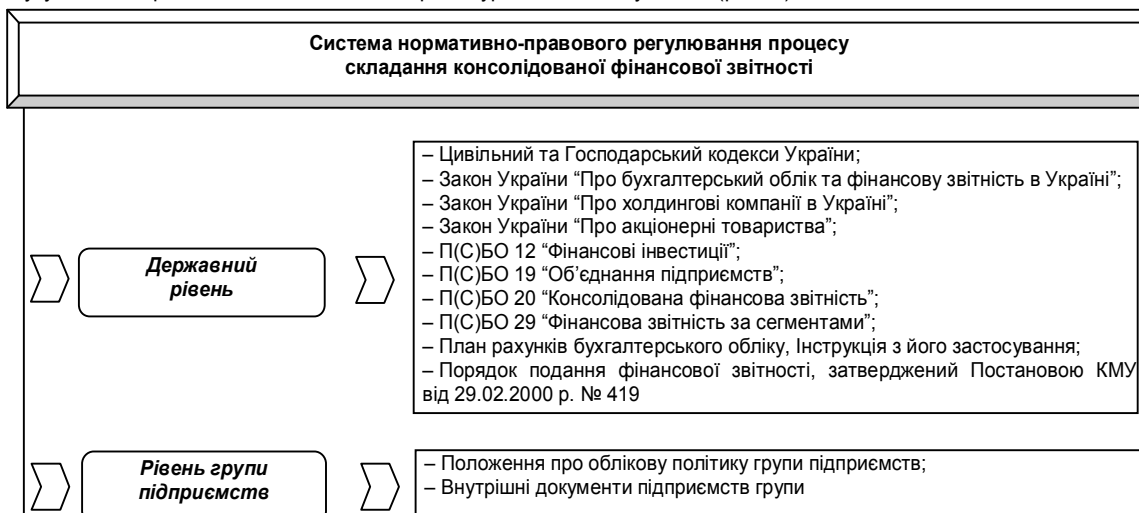 Система нормативно-правового регулювання процесу
складання консолідованої фінансової звітності
Державний
рівень
– Цивільний та Господарський кодекси України;
– Закон України “Про бухгалтерський облік та фінансову звітність в Україні”;
– Закон України “Про холдингові компанії в Україні”;
– Закон України “Про акціонерні товариства”;
– П(С)БО 12 “Фінансові інвестиції”;
– П(С)БО 19 “Об’єднання підприємств”;
– П(С)БО 20 “Консолідована фінансова звітність”;
– П(С)БО 29 “Фінансова звітність за сегментами”;
– План рахунків бухгалтерського обліку, Інструкція з його застосування;
– Порядок подання фінансової звітності, затверджений Постановою КМУ
від 29.02.2000 р. № 419
Рівень групи
підприємств
– Положення про облікову політику групи підприємств;
– Внутрішні документи підприємств групи